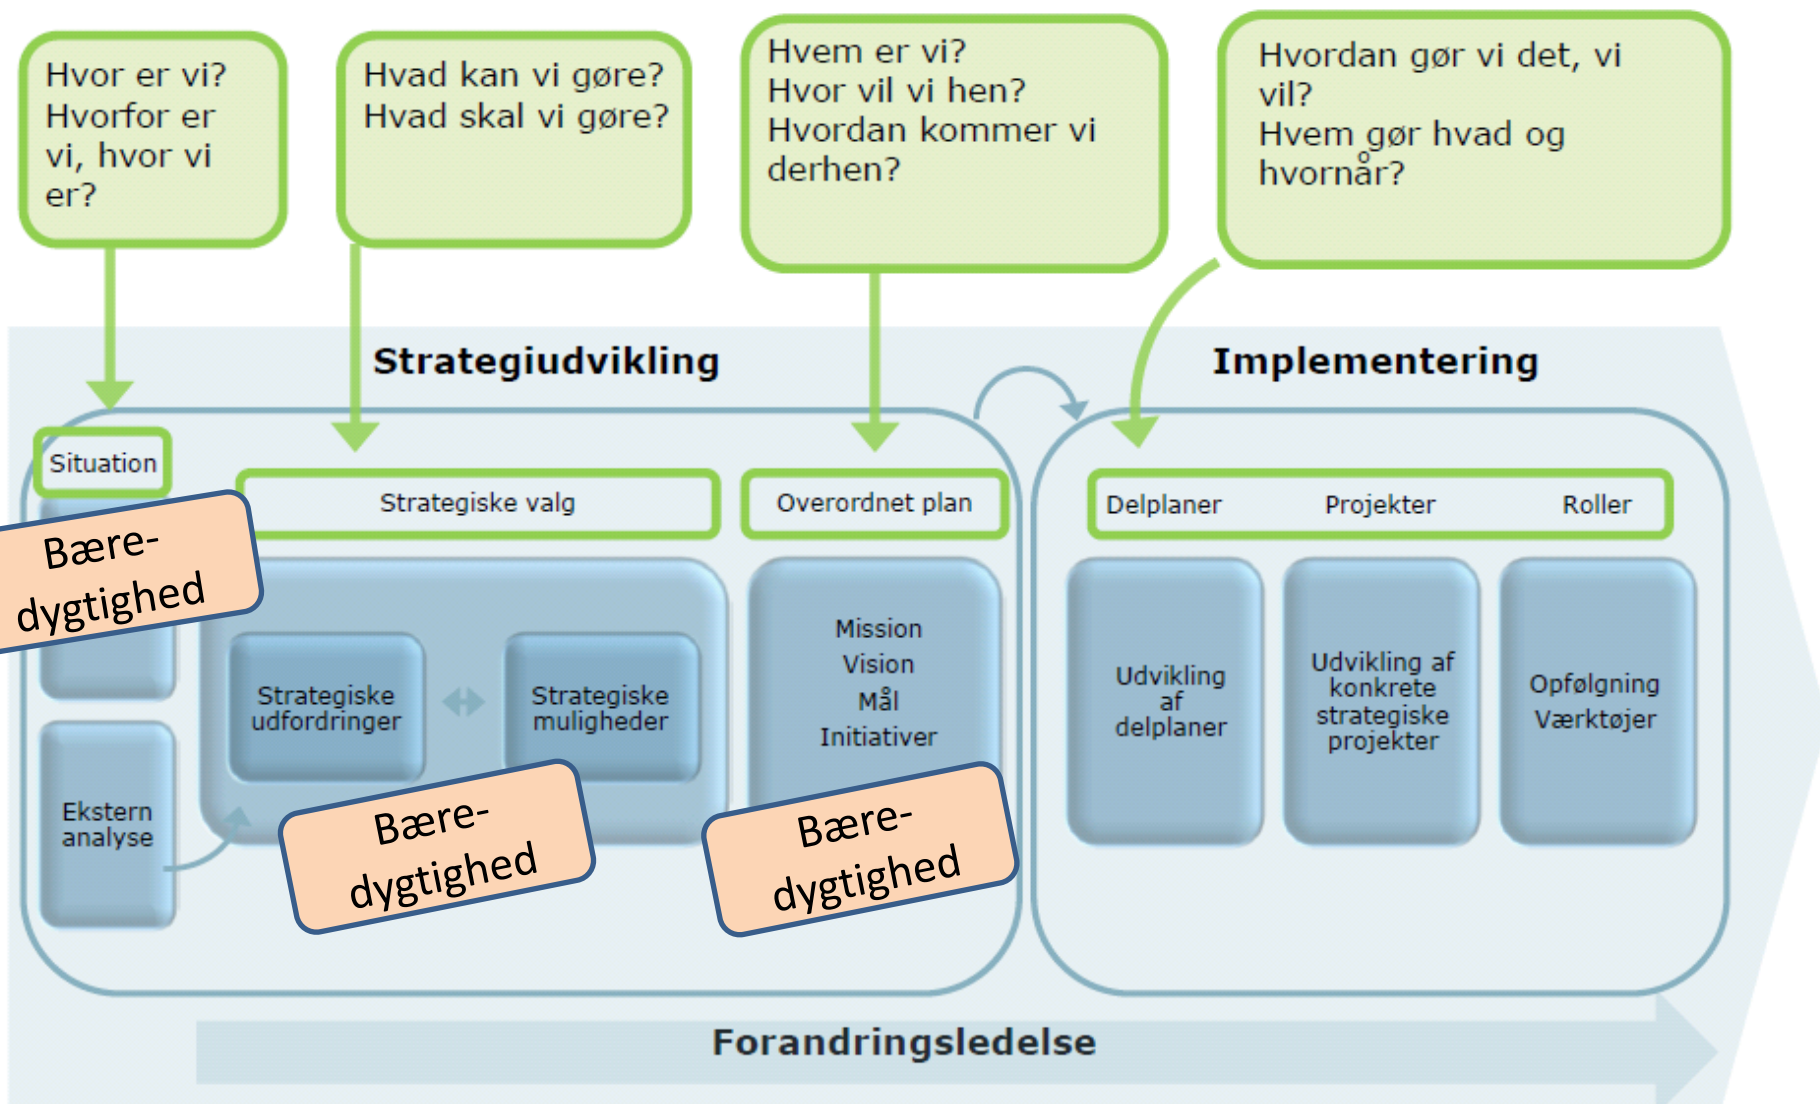 Hvor er vi?
Hvorfor er
vi, hvor vi
er?
Hvad kan vi gøre?
Hvad skal vi gøre?
Hvem er vi?
Hvor vil vi hen?
Hvordan kommer vi
derhen?
Hvordan gør vi det, vi
vil?
Hvem gør hvad og
hvornår?
Strategiudvikling
Implementering
Situation
Strategiske valg
Overordnet plan
Delplaner
Projekter
Roller
Bære-
dygtighed
Strategiske
udfordringer
Strategiske
muligheder
Mission
Vision
Mål
Initiativer
Udvikling
af
delplaner
Udvikling af
konkrete
strategiske
projekter
Opfølgning
Værktøjer
Ekstern
analyse
Bære-
dygtighed
Bære-
dygtighed
Forandringsledelse